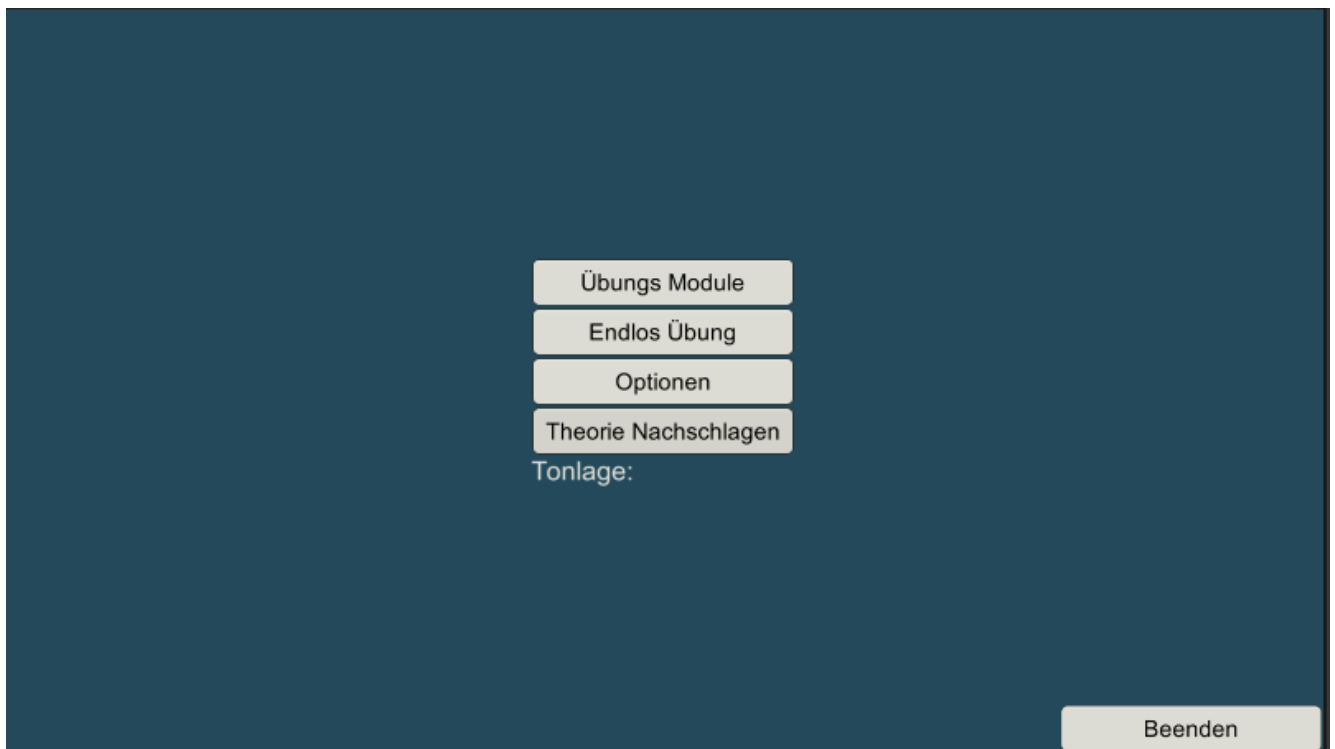 Übungs Module
Endlos Übung
Optionen
Theorie Nachschlagen
Tonlage:
Beenden